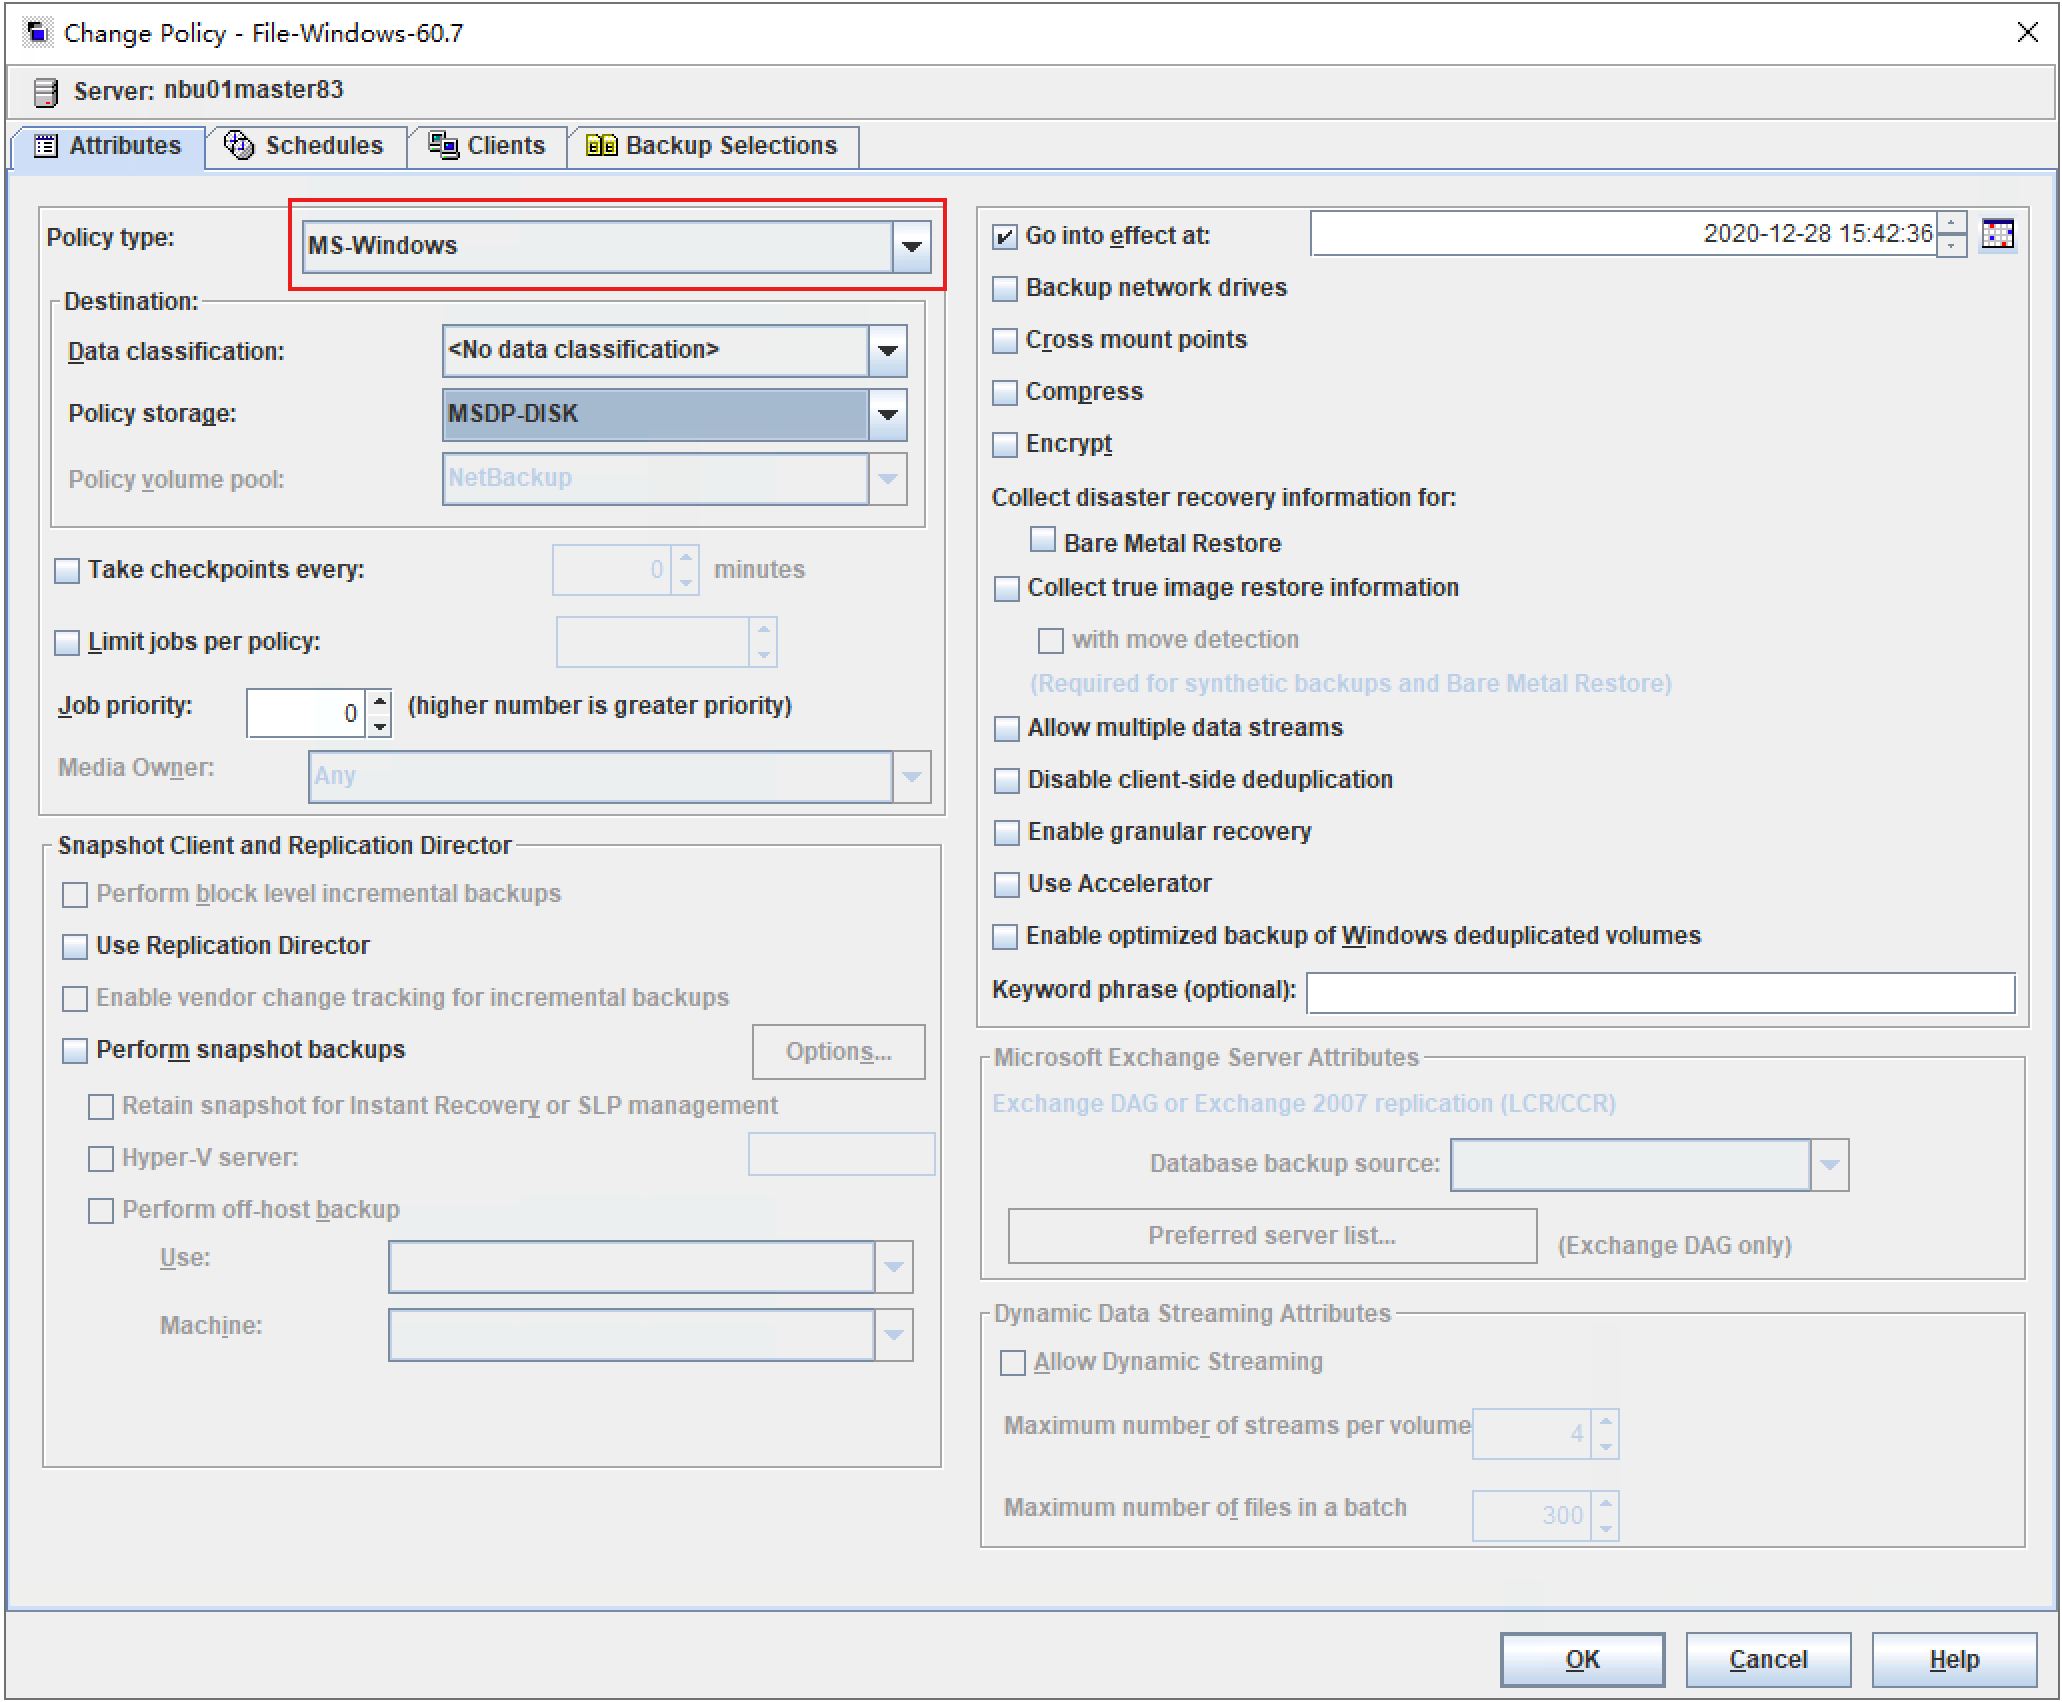 Change Policy - File-Windows-60.7
Server: nbu01master83
Attributes
Schedules
Clients
Backup Selections
Policy type:
MS-Windows
Destination:
Data classification:
<No data classification>
Policy storage:
MSDP-DISK
Policy volume pool:
NetBackup
Take checkpoints every:
0
minutes
Limit jobs per policy:
Job priority:
0
(higher number is greater priority)
Media Owner:
Any
Snapshot Client and Replication Director
Perform block level incremental backups
Use Replication Director
Enable vendor change tracking for incremental backups
Perform snapshot backups
Options...
Retain snapshot for Instant Recovery or SLP management
Hyper-V server:
Perform off-host backup
Use:
Machine:
Go into effect at:
2020-12-28 15:42:36
Backup network drives
Cross mount points
Compress
Encrypt
Collect disaster recovery information for:
Bare Metal Restore
Collect true image restore information
with move detection
(Required for synthetic backups and Bare Metal Restore)
Allow multiple data streams
Disable client-side deduplication
Enable granular recovery
Use Accelerator
Enable optimized backup of Windows deduplicated volumes
Keyword phrase (optional):
Microsoft Exchange Server Attributes
Exchange DAG or Exchange 2007 replication (LCR/CCR)
Database backup source:
Preferred server list...
(Exchange DAG only)
Dynamic Data Streaming Attributes
Allow Dynamic Streaming
Maximum number of streams per volume
4
Maximum number of files in a batch
300
OK
Cancel
Help